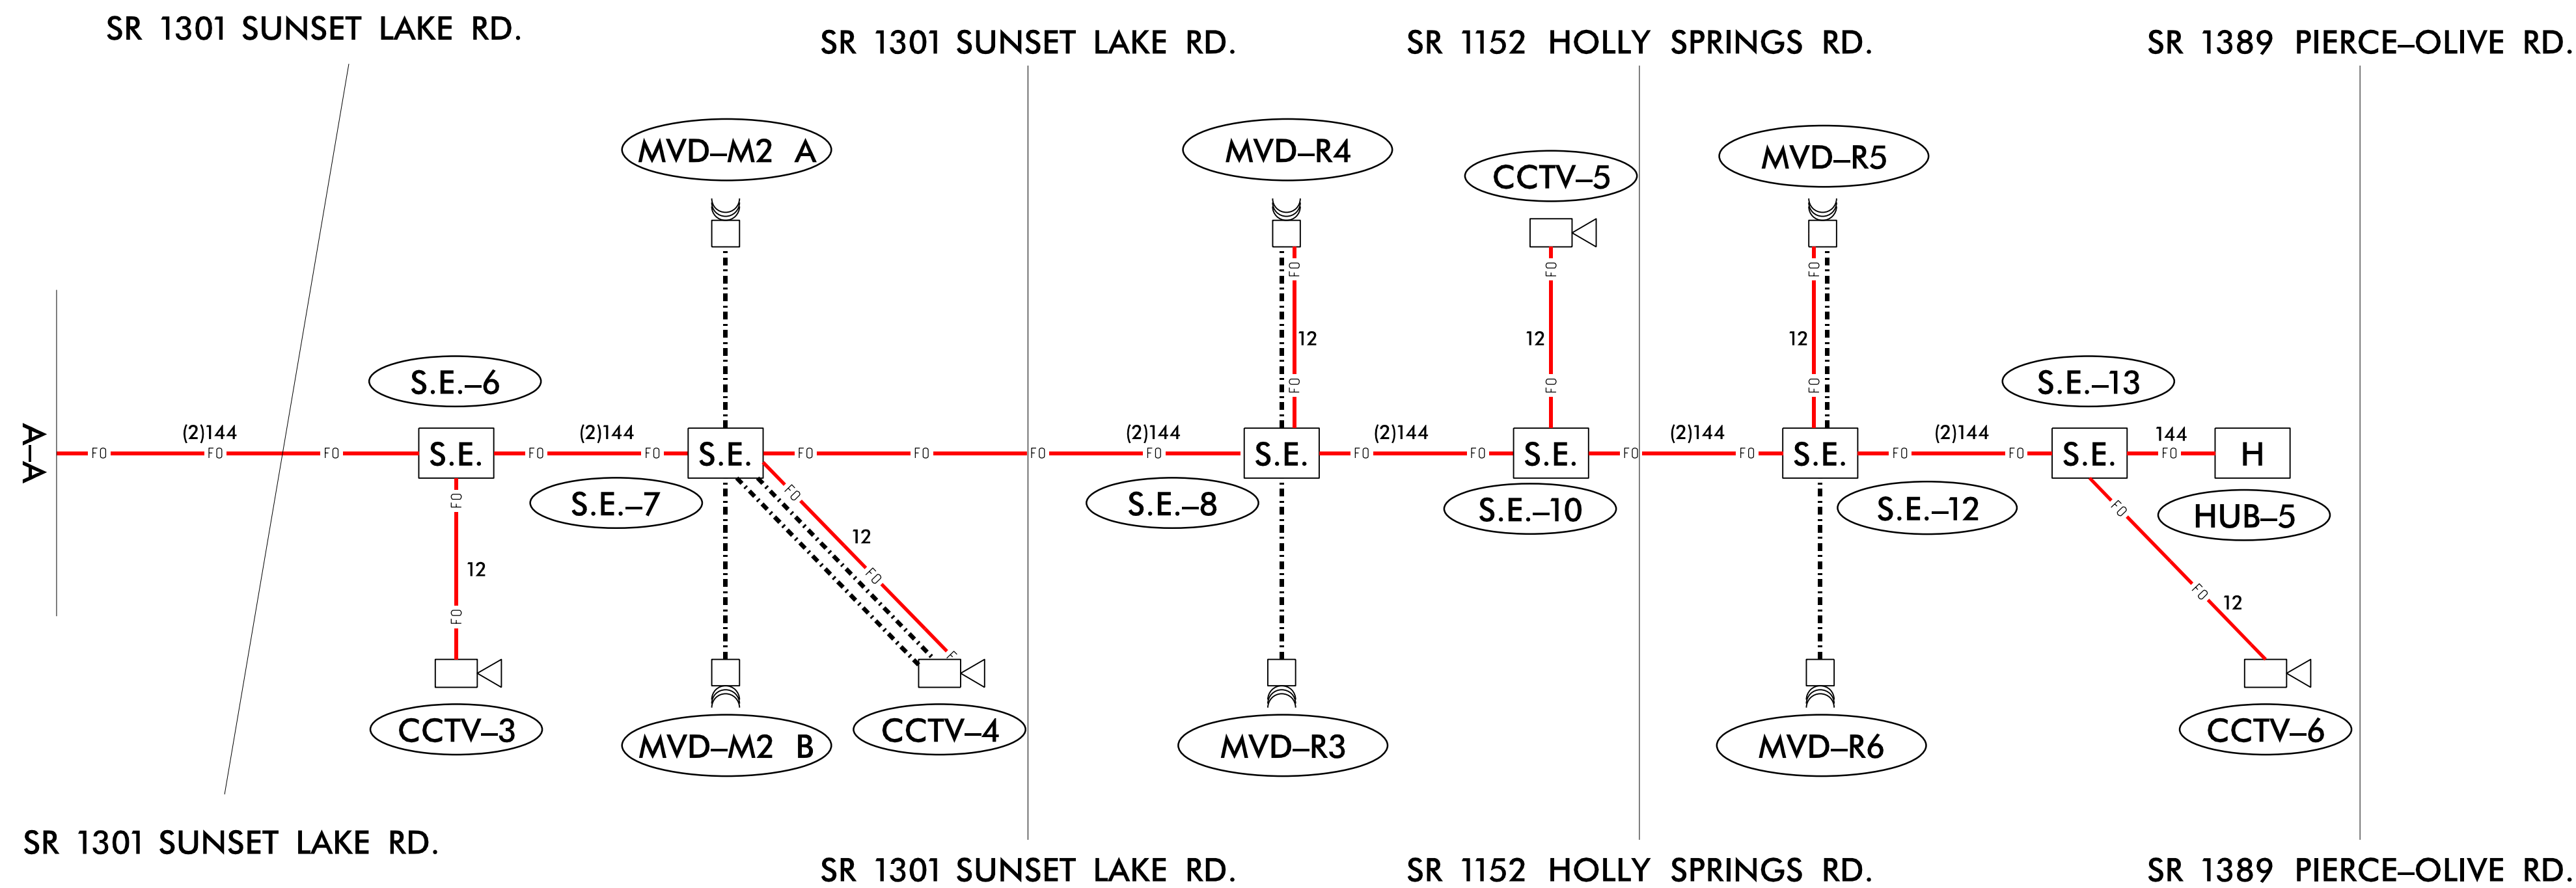 SR 1301 SUNSET LAKE RD.
SR 1301 SUNSET LAKE RD.
SR 1152 HOLLY SPRINGS RD.
SR 1389 PIERCE–OLIVE RD.
MVD–M2 A
MVD–R4
CCTV–5
MVD–R5
FO
FO
FO
12
12
12
FO
FO
FO
S.E.–6
S.E.–13
A–A
(2)144
(2)144
(2)144
(2)144
(2)144
(2)144
144
FO
FO
FO
S.E.
FO
FO
S.E.
FO
FO
FO
FO
S.E.
FO
FO
S.E.
FO
FO
S.E.
FO
FO
S.E.
FO
H
FO
FO
FO
S.E.–7
S.E.–8
S.E.–10
S.E.–12
HUB–5
12
12
FO
FO
FO
12
F
CCTV–3
MVD–M2 B
CCTV–4
MVD–R3
MVD–R6
CCTV–6
SR 1301 SUNSET LAKE RD.
SR 1301 SUNSET LAKE RD.
SR 1152 HOLLY SPRINGS RD.
SR 1389 PIERCE–OLIVE RD.